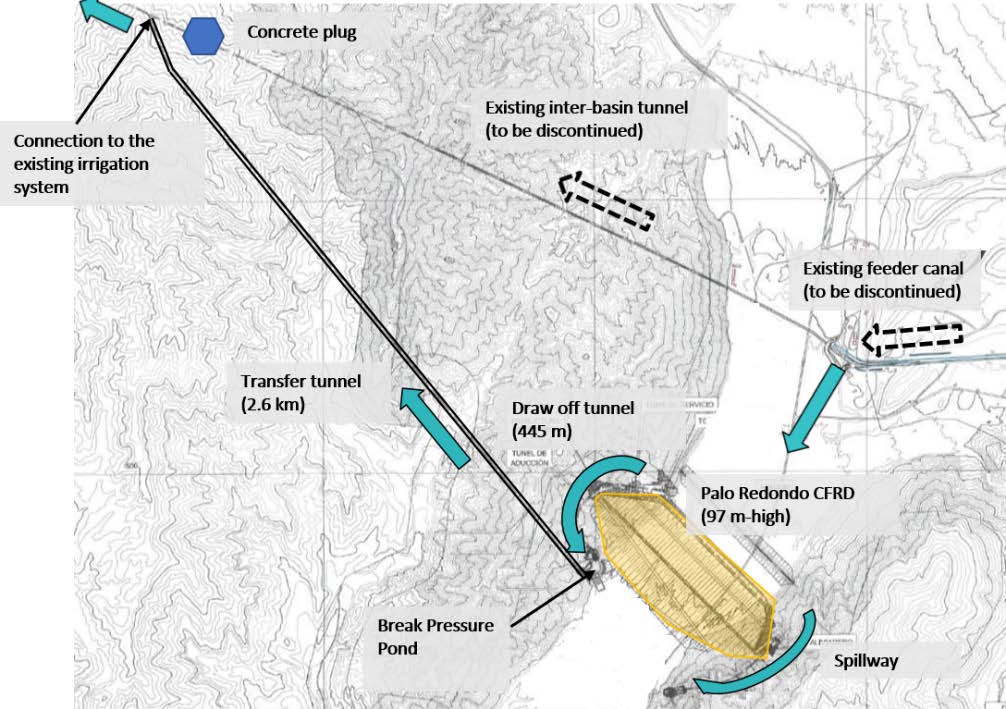 Concrete plug
Existing inter-basin tunnel
(to be discontinued)
Connection to the
existing irrigation
system
Existing feeder canal
(to be discontinued)
Transfer tunnel
(2.6 km)
Draw off tunnel
(445 m)
TUNEL DE
ADUCCIÓN
Palo Redondo CFRD
(97 m-high)
Break Pressure
Pond
Spillway